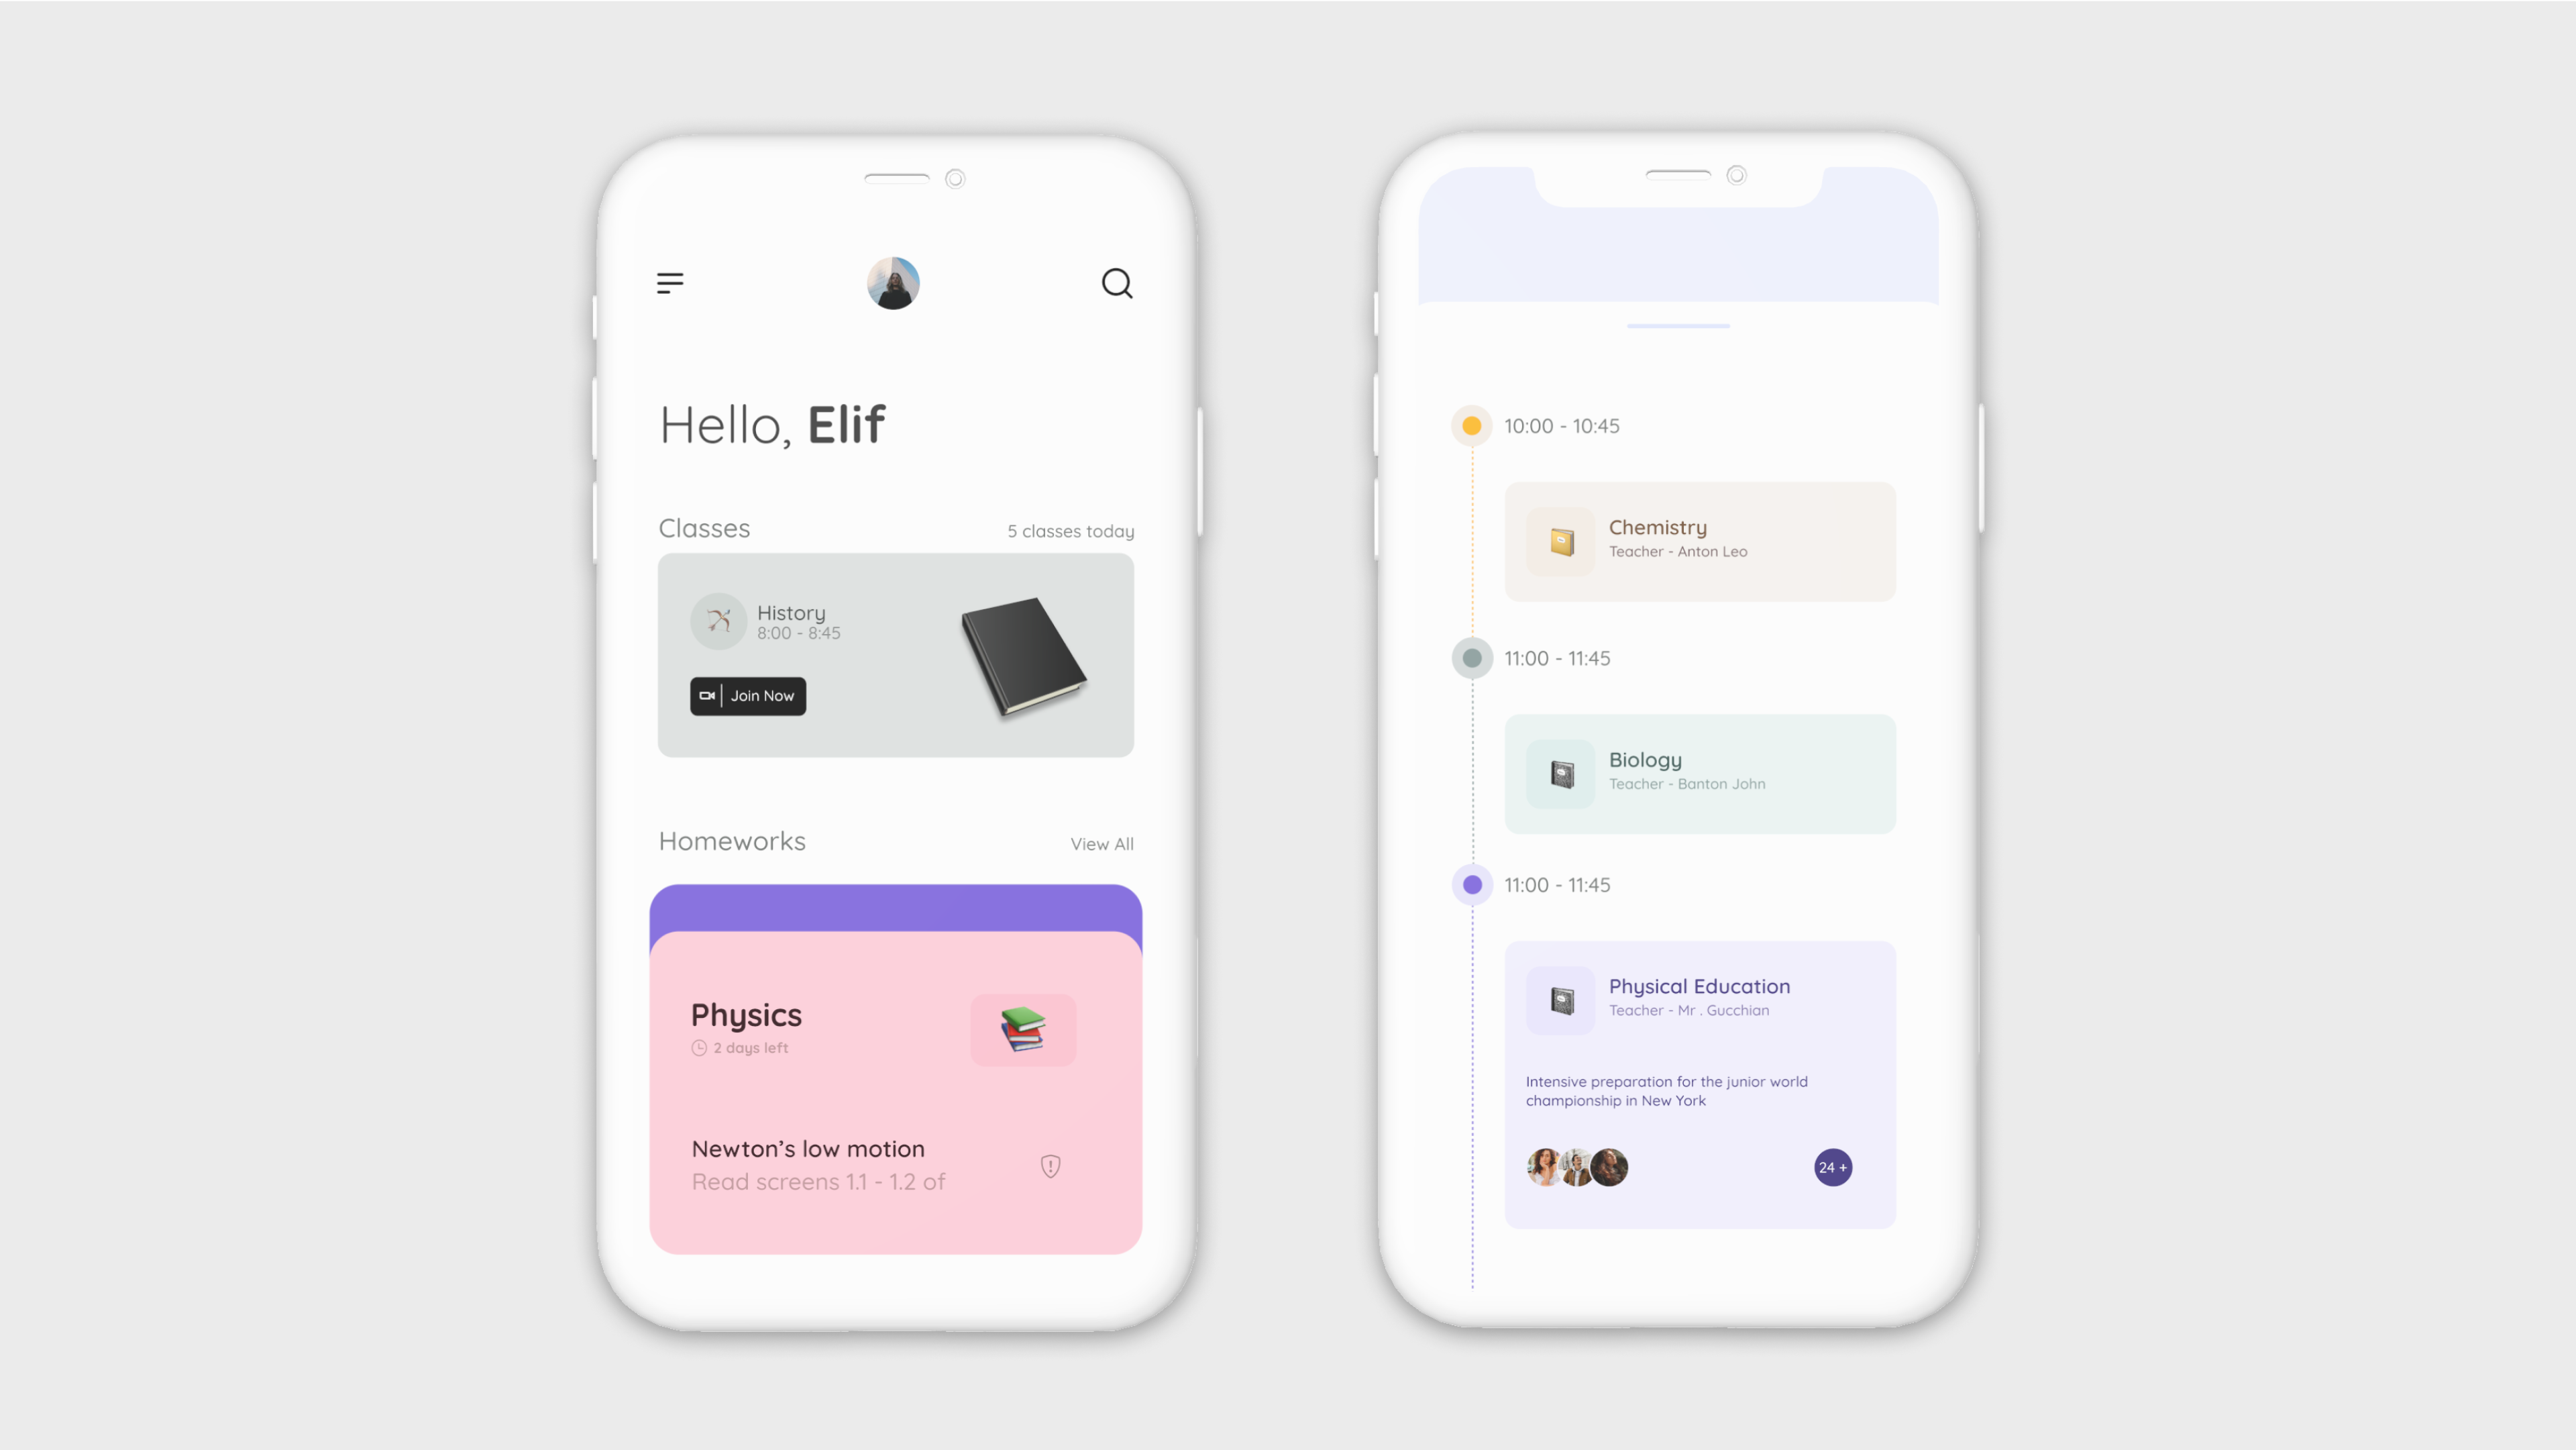 Hello, Elif
Classes
5 classes today
History
8:00 - 8:45
Join Now
Homeworks
View All
Physics
2 days left
Newton’s low motion
Read screens 1.1 - 1.2 of
10:00 - 10:45
Chemistry
Teacher - Anton Leo
11:00 - 11:45
Biology
Teacher - Banton John
11:00 - 11:45
Physical Education
Teacher - Mr . Gucchian
Intensive preparation for the junior world
championship in New York
24 +